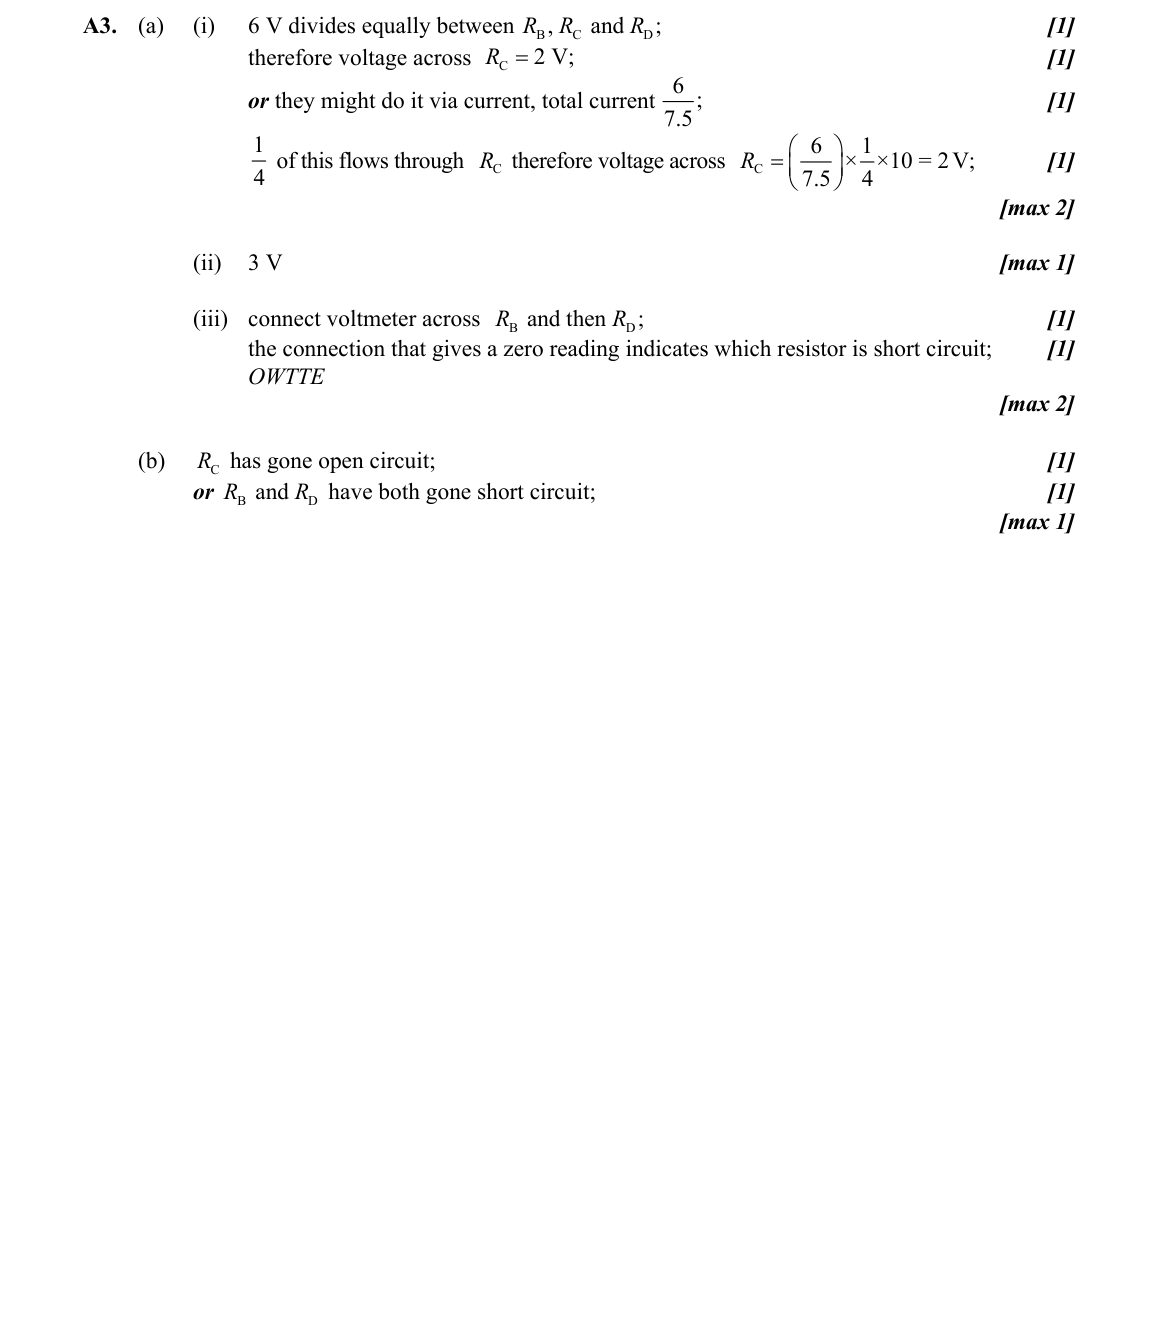 A3. (a) (i) 6 V divides equally between R_B, R_C and R_D; [1]
therefore voltage across R_C = 2 V; [1]
or they might do it via current, total current 6/7.5; [1]
1/4 of this flows through R_C therefore voltage across R_C = (6/7.5) × 1/4 × 10 = 2 V; [1]
[max 2]
(ii) 3 V [max 1]
(iii) connect voltmeter across R_B and then R_D; [1]
the connection that gives a zero reading indicates which resistor is short circuit; [1]
OWTTE
[max 2]
(b) R_C has gone open circuit; [1]
or R_B and R_D have both gone short circuit; [1]
[max 1]